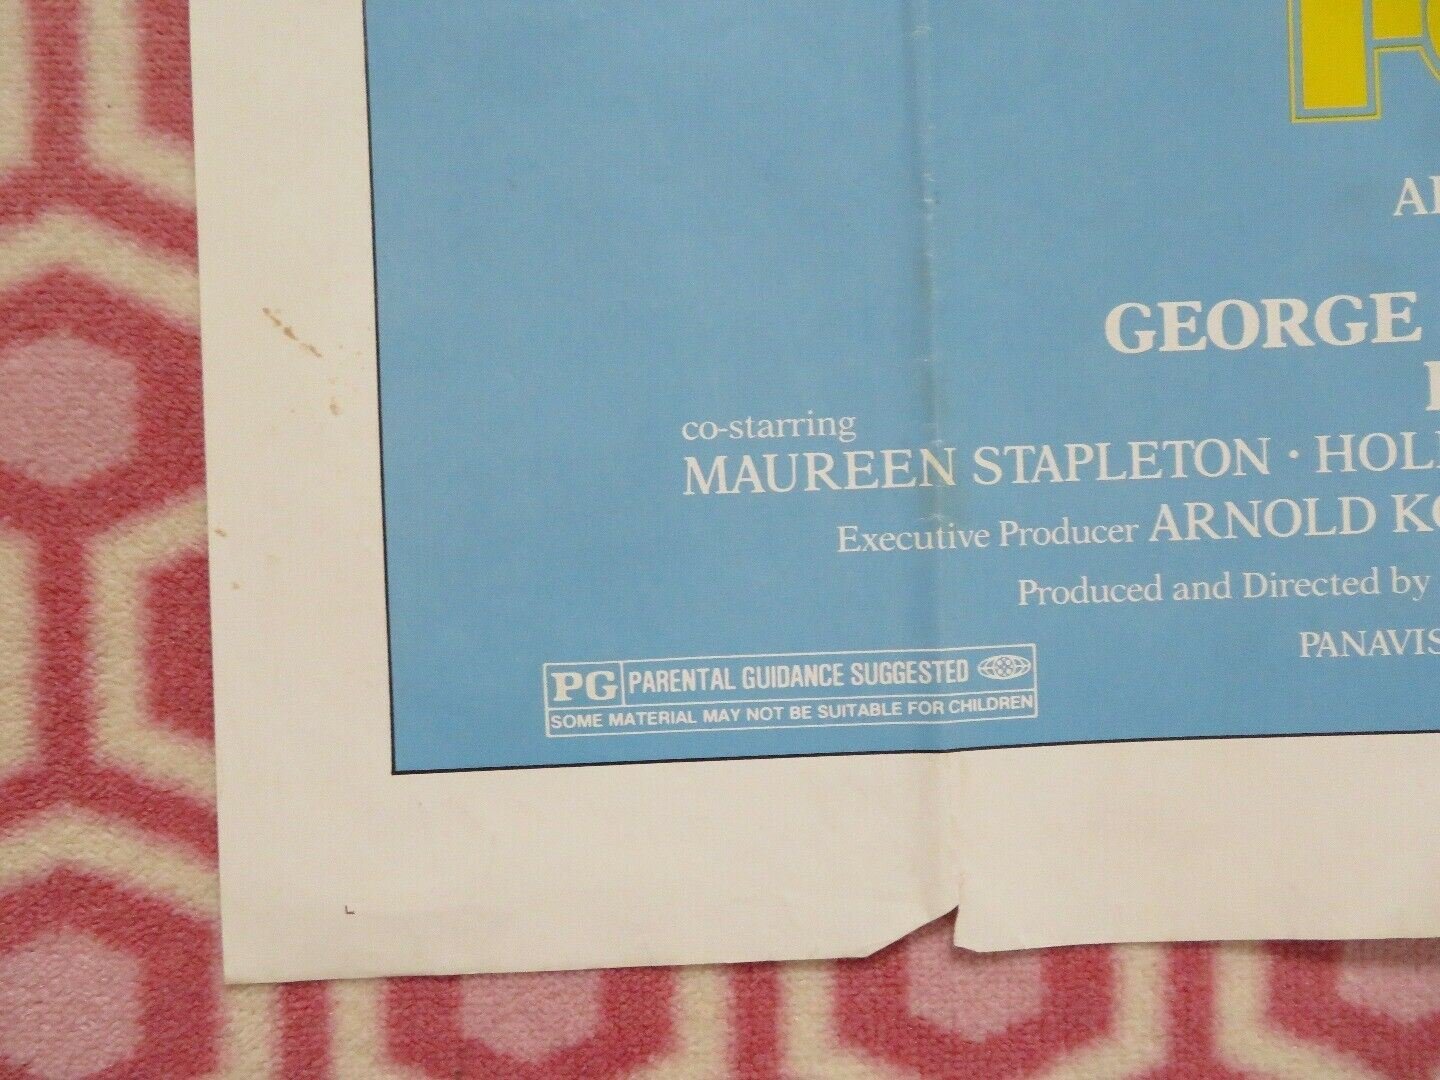 GEORGE
co-starring
MAUREEN STAPLETON ·
Executive Producer ARNOLD
Produced and Directed by
PG PARENTAL GUIDANCE SUGGESTED
SOME MATERIAL MAY NOT BE SUITABLE FOR CHILDREN